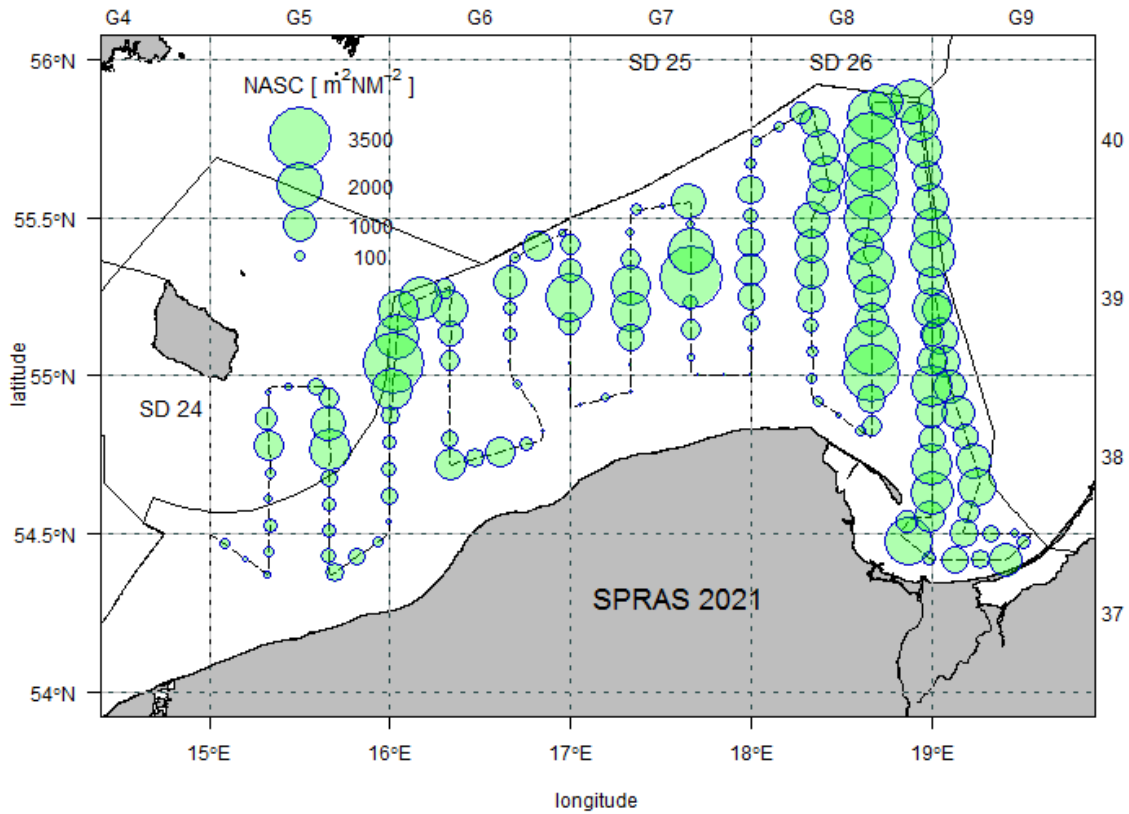 G4 G5 G6 G7 G8 G9
56°N
SD 25 SD 26
NASC [ m²NM⁻² ]
3500
40
2000
55.5°N
1000
100
39
55°N
latitude
SD 24
38
54.5°N
SPRAS 2021
37
54°N
15°E 16°E 17°E 18°E 19°E
longitude